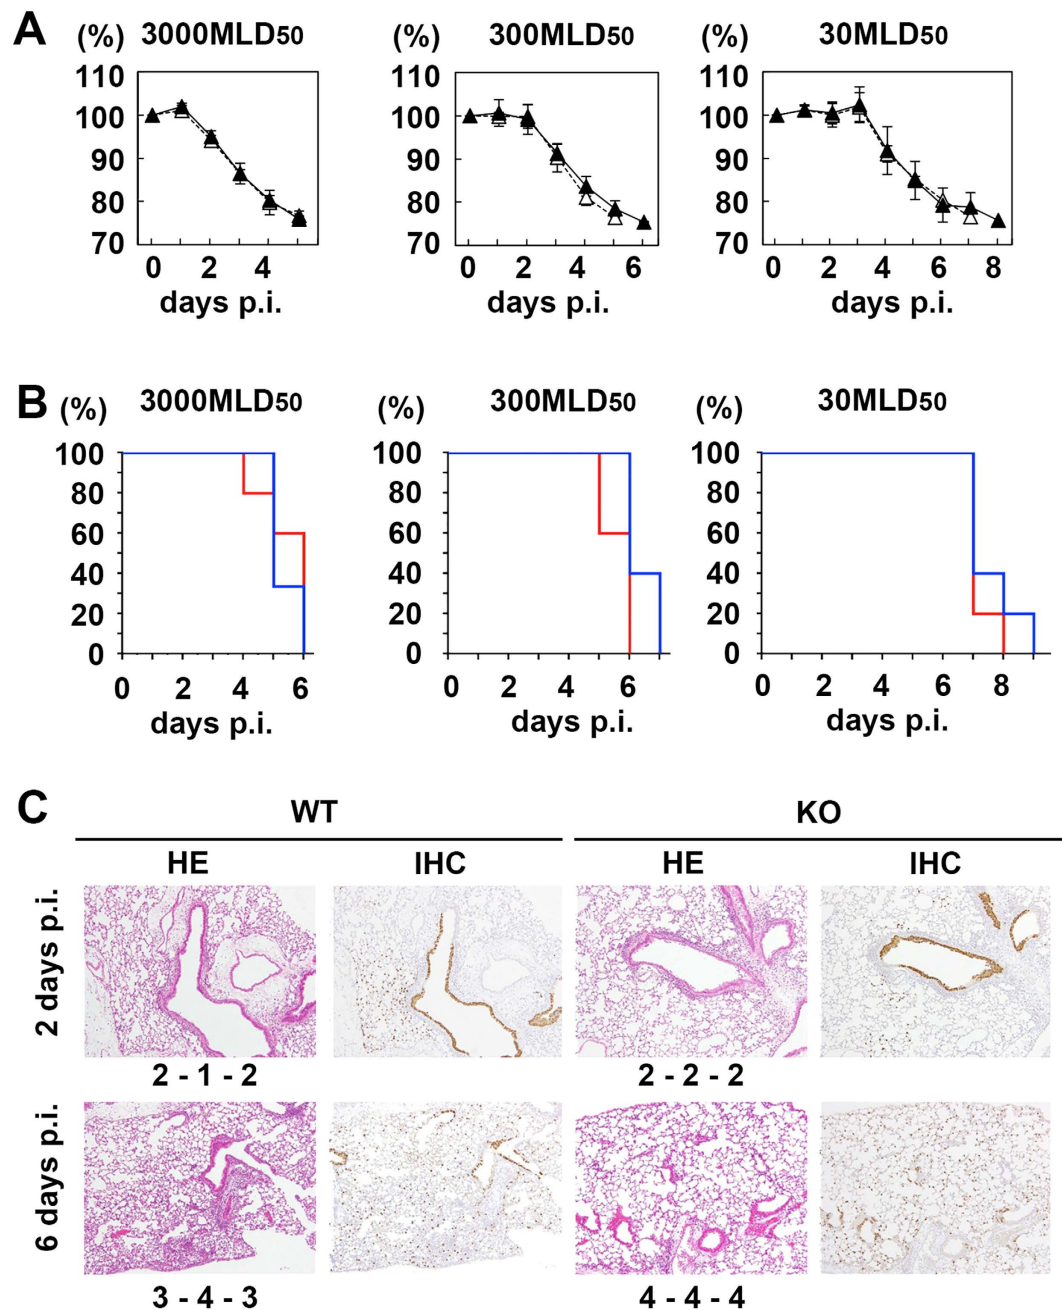 A (%) 3000MLD50 (%) 300MLD50 (%) 30MLD50
110 110 110
100 100 100
90 90 90
80 80 80
70 70 70
0 2 4 0 2 4 6 0 2 4 6 8
days p.i. days p.i. days p.i.
B (%) 3000MLD50 (%) 300MLD50 (%) 30MLD50
100 100 100
80 80 80
60 60 60
40 40 40
20 20 20
0 0 0
0 2 4 6 0 2 4 6 0 2 4 6 8
days p.i. days p.i. days p.i.
C WT KO
HE IHC HE IHC
2 days p.i.
2 - 1 - 2 2 - 2 - 2
6 days p.i.
3 - 4 - 3 4 - 4 - 4